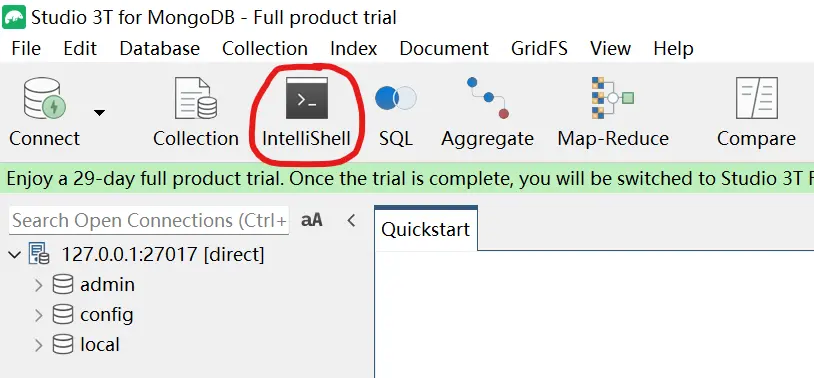 Studio 3T for MongoDB - Full product trial
File Edit Database Collection Index Document GridFS View Help
Connect Collection IntelliShell SQL Aggregate Map-Reduce Compare
Enjoy a 29-day full product trial. Once the trial is complete, you will be switched to Studio 3T F
Search Open Connections (Ctrl+ aA
Quickstart
127.0.0.1:27017 [direct]
admin
config
local